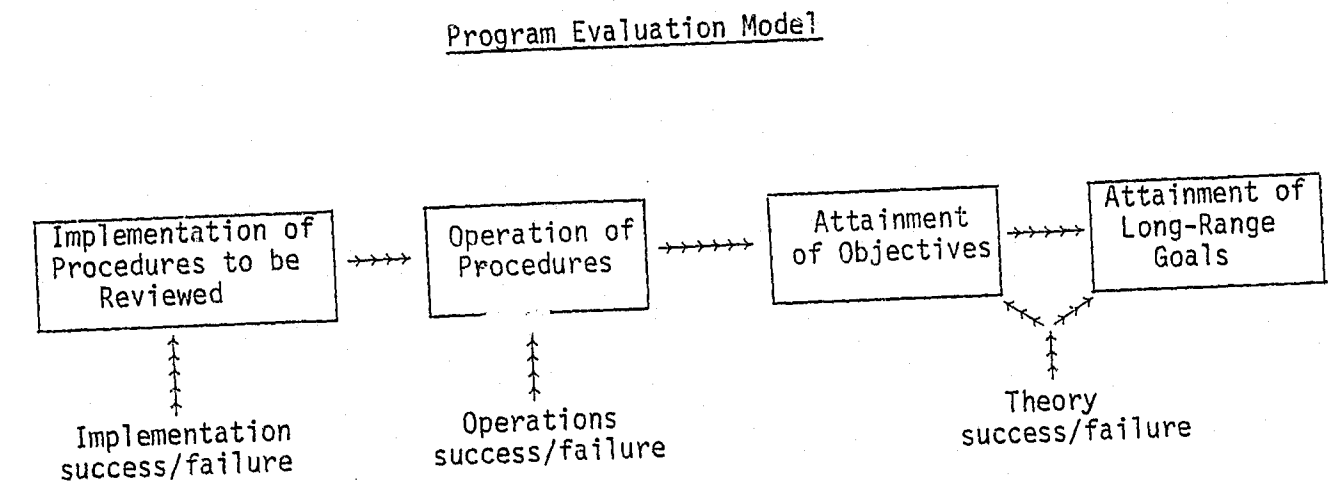 Program Evaluation Model
Implementation of
Procedures to be
Reviewed
Operation of
Procedures
Attainment
of Objectives
Attainment of
Long-Range
Goals
Implementation
success/failure
Operations
success/failure
Theory
success/failure